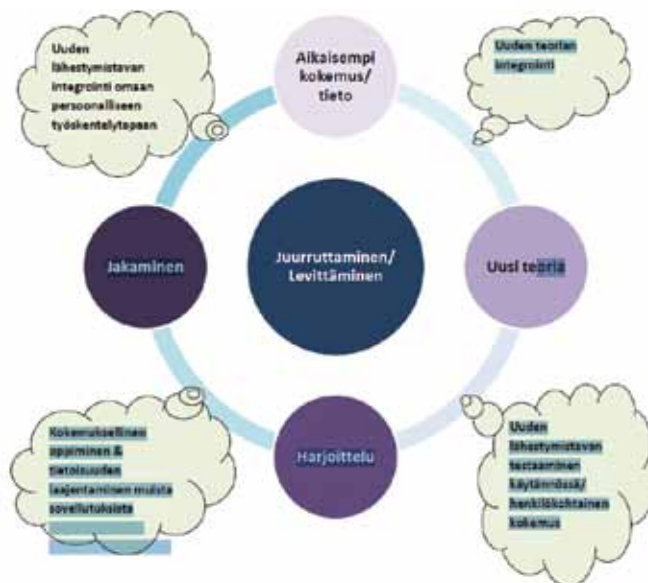 Uuden
lähestymistavan
integrointi omaan
persoonalliseen
työskentelytapaan
Aikaisempi
kokemus/
tieto
Uuden teorian
integrointi
Jakaminen
Juurruttaminen/
Levittäminen
Uusi teoria
Kokemuksellinen
oppiminen &
tietoisuuden
laajentaminen muista
sovellutuksista
Harjoittelu
Uuden
lähestymistavan
testaaminen
käytännössä/
henkilökohtainen
kokemus